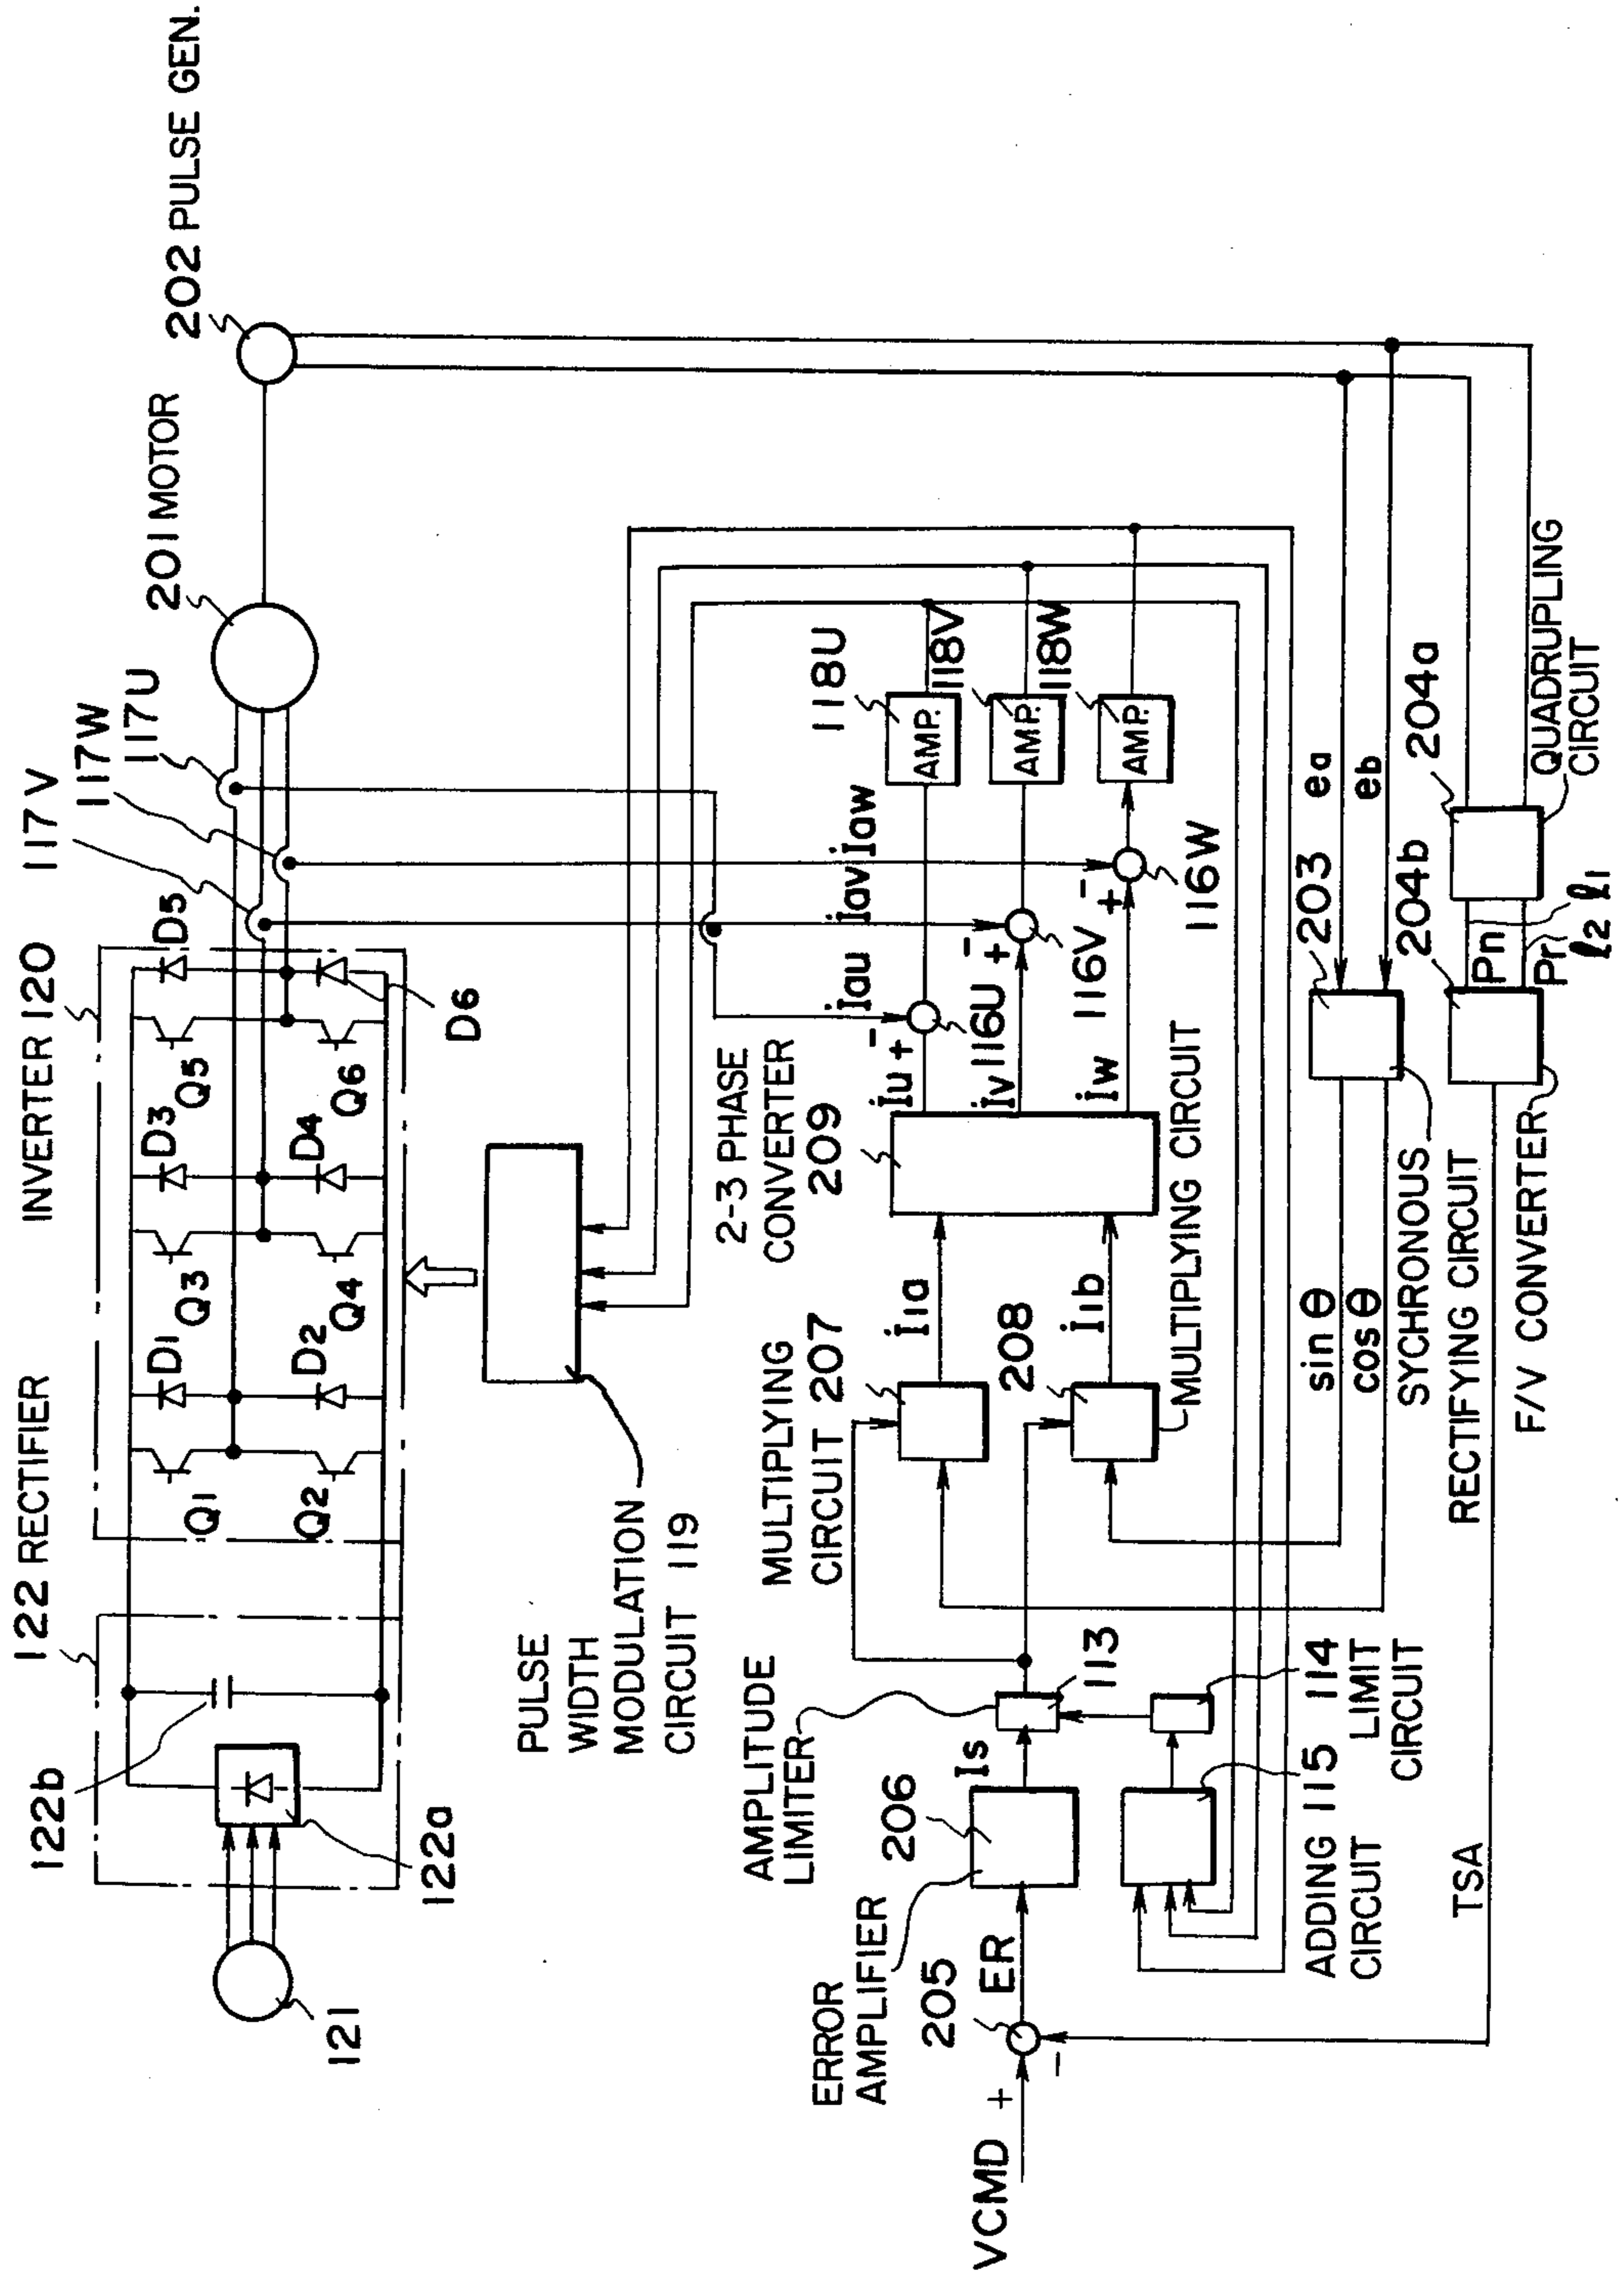 122 RECTIFIER
INVERTER 120
117V
117W
117U
201 MOTOR
202 PULSE GEN.
122b
122a
121
D1
D3
D5
Q1
Q3
Q5
D2
D4
D6
Q2
Q4
Q6
PULSE
WIDTH
MODULATION
CIRCUIT 119
2-3 PHASE
CONVERTER
209
MULTIPLYING
CIRCUIT 207
208
MULTIPLYING CIRCUIT
I1a
I1b
AMPLITUDE
LIMITER
113
114
LIMIT
CIRCUIT
ADDING 115
CIRCUIT
ERROR
AMPLIFIER
206
Is
205
ER
VCMD
+
-
TSA
Iu
+
-
116U
Iv
+
-
116V
Iw
+
-
116W
Iau
Iav
Iaw
118U
118V
118W
AMP.
AMP.
AMP.
203
ea
eb
sin θ
cos θ
SYCHRONOUS
RECTIFYING CIRCUIT
204b
204a
Pn
Pr
ℓ1
ℓ2
QUADRUPLING
CIRCUIT
F/V CONVERTER